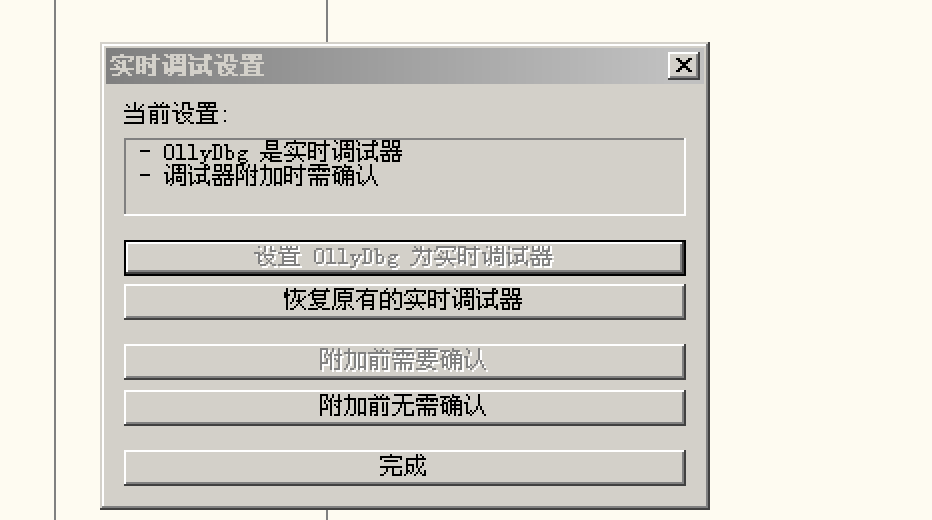 实时调试设置
当前设置:
- OllyDbg 是实时调试器
- 调试器附加时需确认
设置 OllyDbg 为实时调试器
恢复原有的实时调试器
附加前需要确认
附加前无需确认
完成